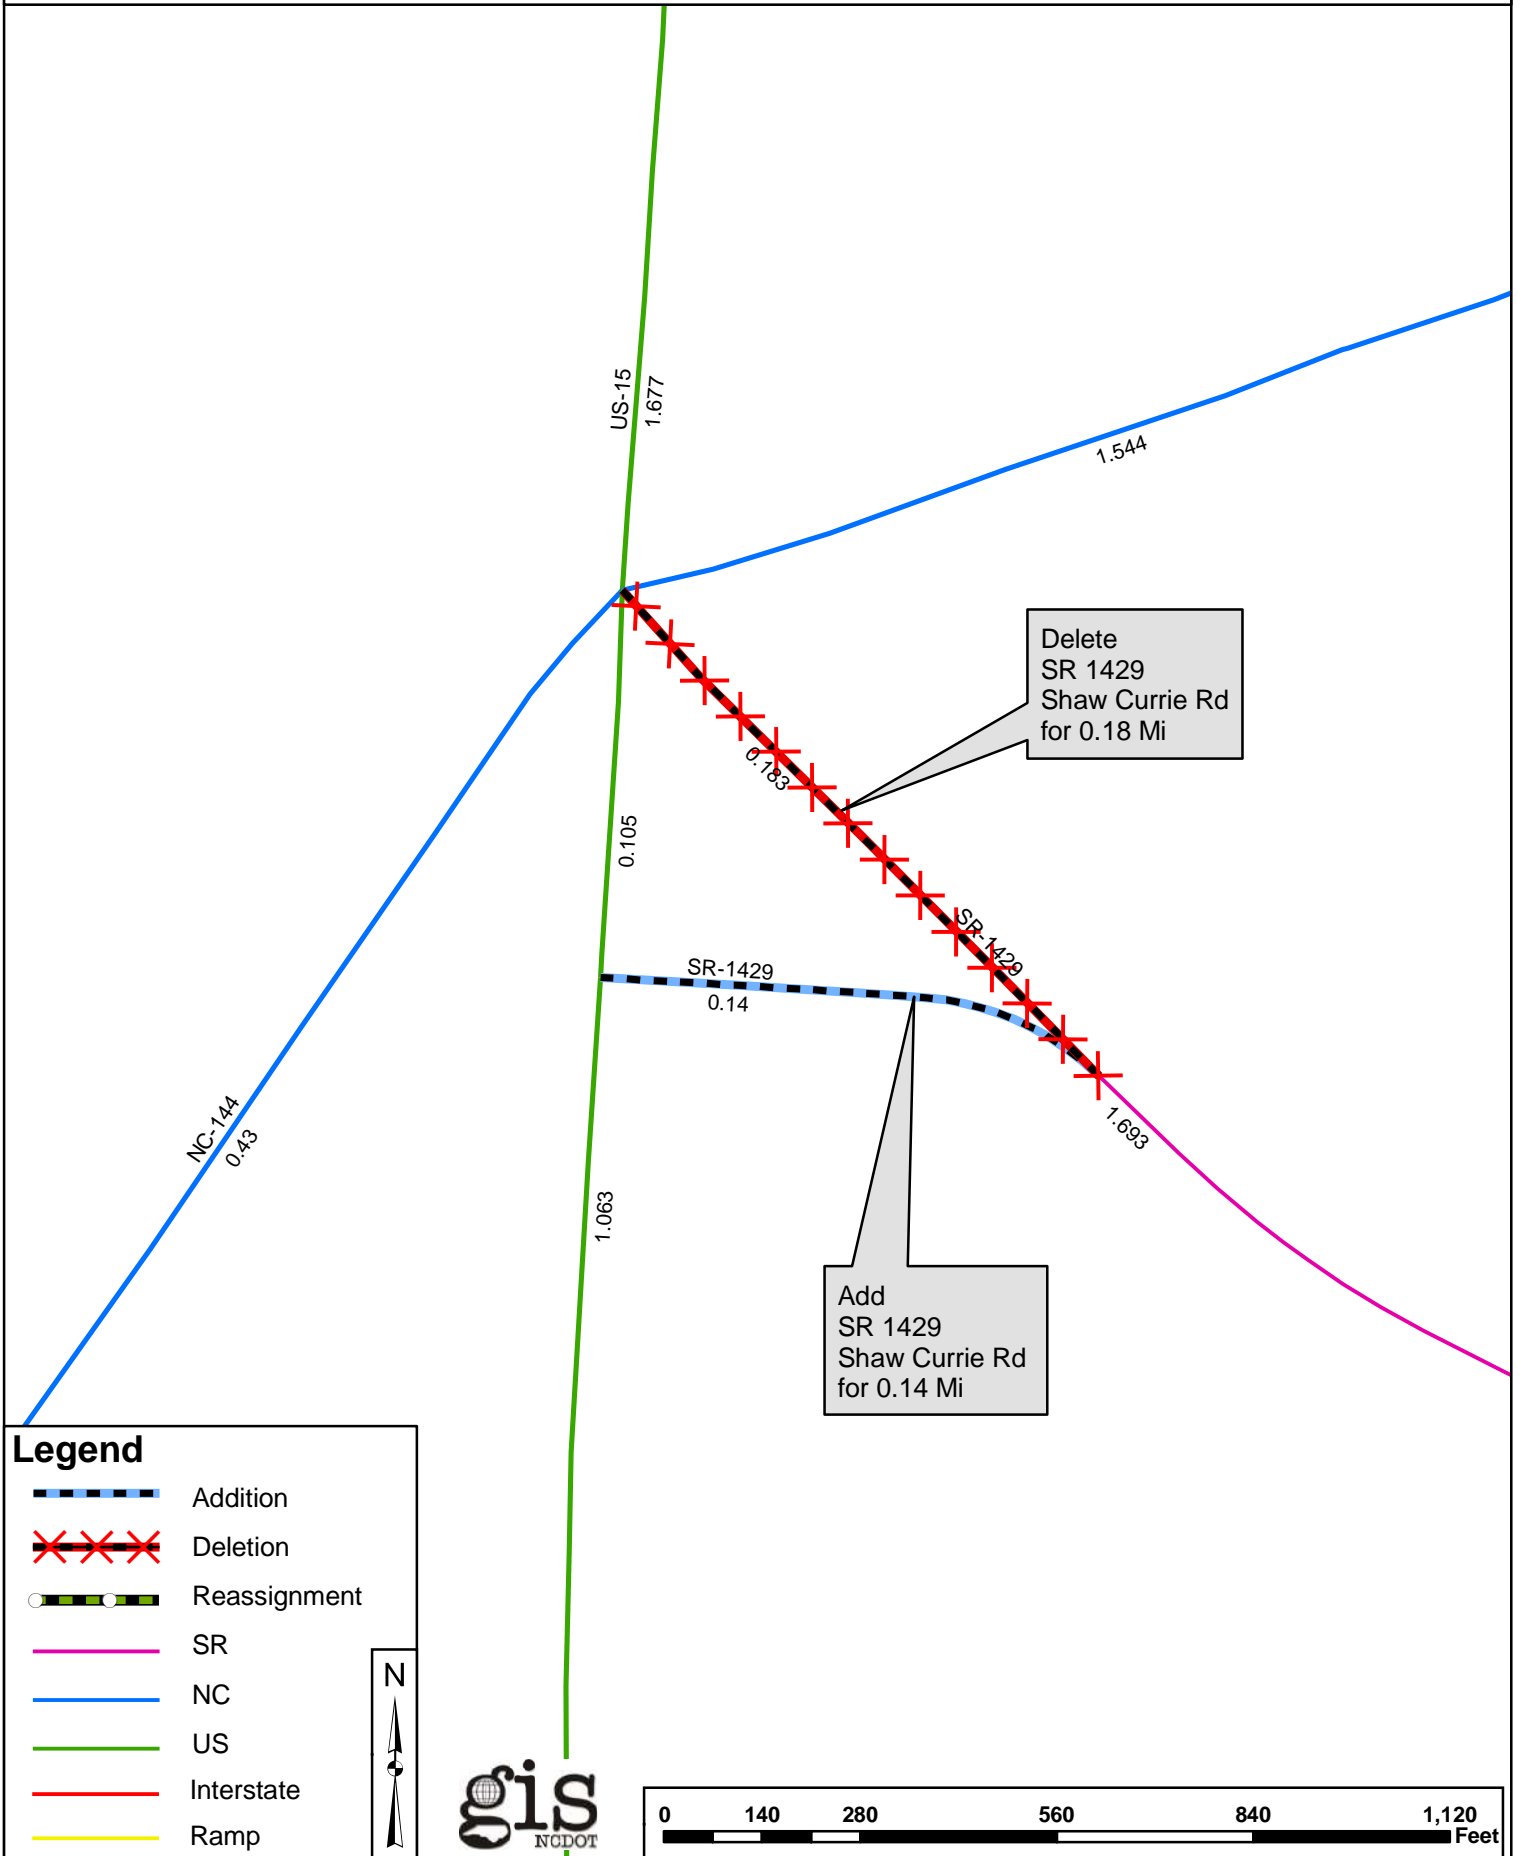 US-15
1.677
1.544
Delete
SR 1429
Shaw Currie Rd
for 0.18 Mi
0.183
0.105
SR-1429
SR-1429
0.14
NC-144
0.43
1.693
1.063
Add
SR 1429
Shaw Currie Rd
for 0.14 Mi
Legend
Addition
Deletion
Reassignment
SR
NC
US
Interstate
Ramp
N
gis
NCDOT
0 140 280 560 840 1,120
Feet